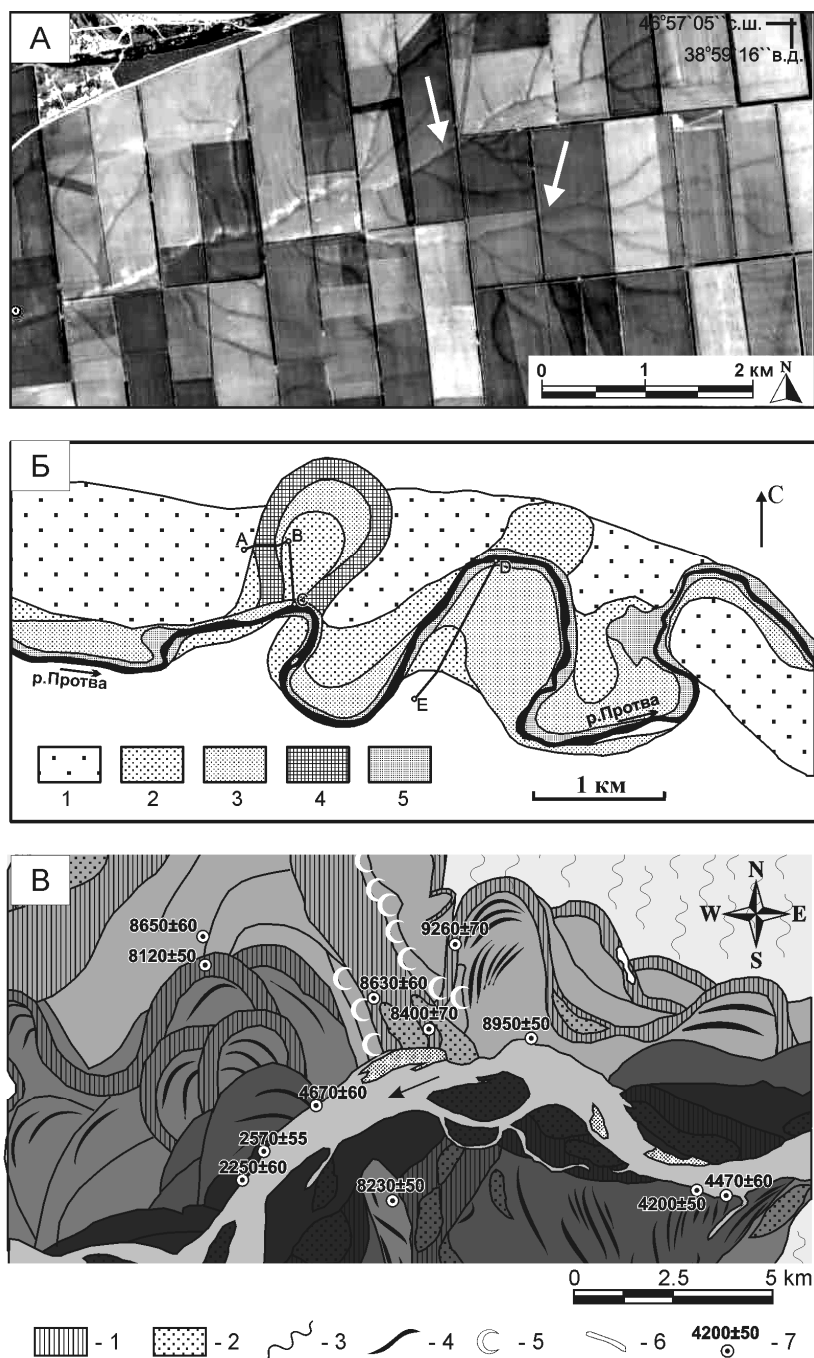 А
46°57`05``с.ш.
38°59`16``в.д.
0 1 2 км
N
Б
С
A
B
C
D
E
р.Протва
р.Протва
1 2 3 4 5
1 км
В
N
W E
S
8650±60
9260±70
8120±50
8630±60
8400±70
8950±50
4670±60
2570±55
2250±60
8230±50
4470±60
4200±50
0 2.5 5 km
- 1 - 2 - 3 - 4 - 5 - 6 4200±50 - 7